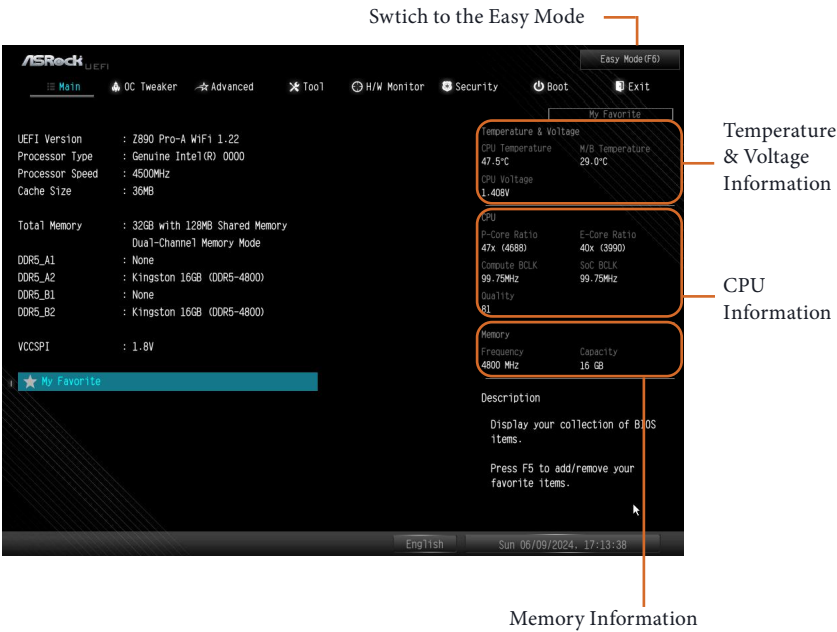 Swtich to the Easy Mode
ASRock UEFI
Easy Mode(F6)
Main OC Tweaker Advanced Tool H/W Monitor Security Boot Exit
My Favorite
UEFI Version : Z890 Pro-A WiFi 1.22
Processor Type : Genuine Intel(R) 0000
Processor Speed : 4500MHz
Cache Size : 36MB
Total Memory : 32GB with 128MB Shared Memory
Dual-Channel Memory Mode
DDR5_A1 : None
DDR5_A2 : Kingston 16GB (DDR5-4800)
DDR5_B1 : None
DDR5_B2 : Kingston 16GB (DDR5-4800)
VCCSPI : 1.8V
My Favorite
Temperature & Voltage
CPU Temperature M/B Temperature
47.5°C 29.0°C
CPU Voltage
1.408V
CPU
P-Core Ratio E-Core Ratio
47x (4688) 40x (3990)
Compute BCLK SoC BCLK
99.75MHz 99.75MHz
Quality
81
Memory
Frequency Capacity
4800 MHz 16 GB
Description
Display your collection of BIOS
items.
Press F5 to add/remove your
favorite items.
English Sun 06/09/2024, 17:13:38
Temperature
& Voltage
Information
CPU
Information
Memory Information